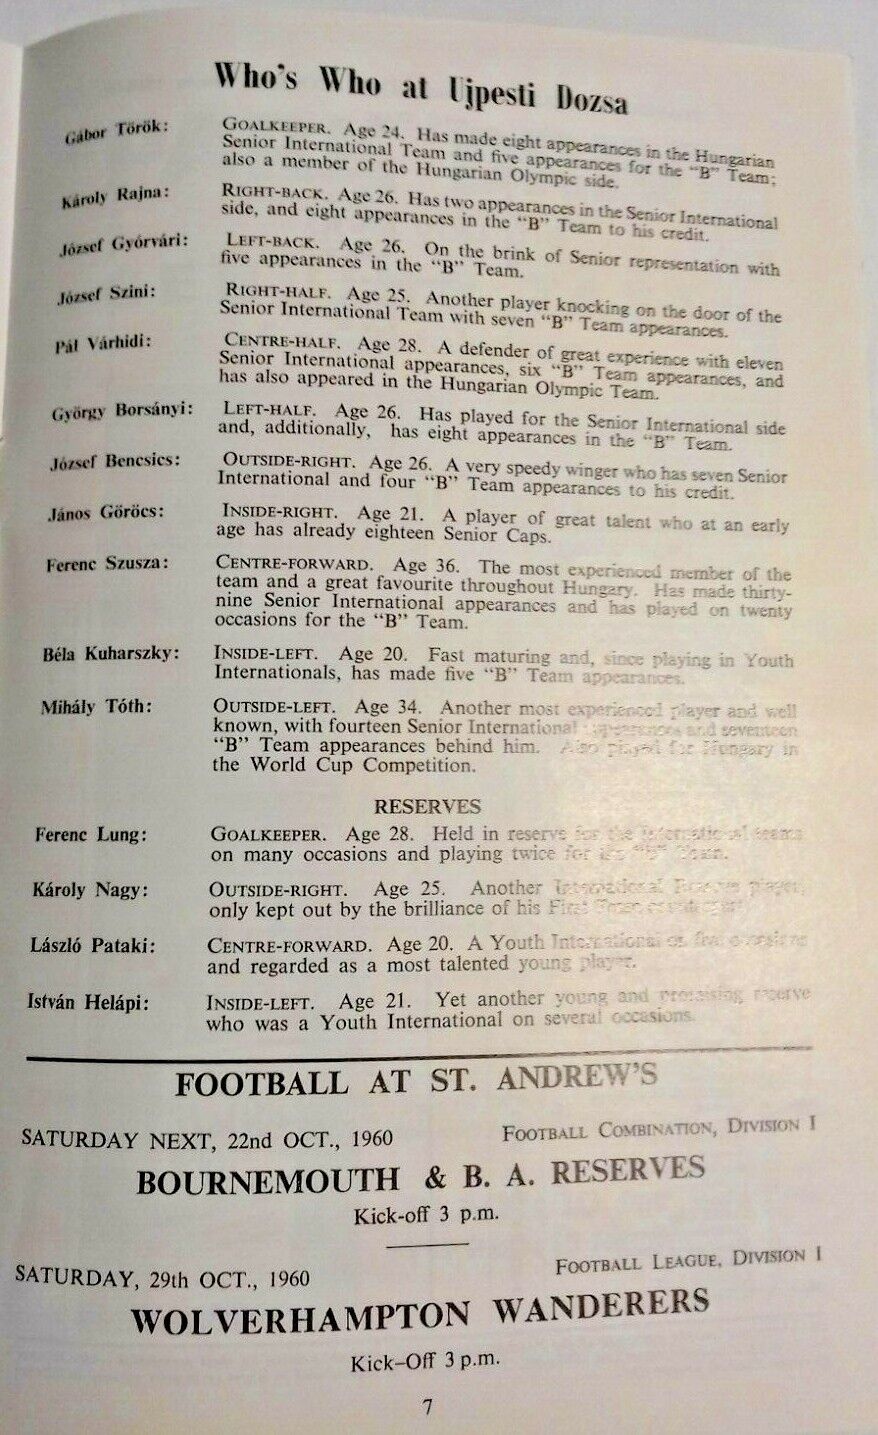 Who's Who at Ujpesti Dozsa
Gábor Török: GOALKEEPER. Age 24. Has made eight appearances in the Hungarian
Senior International Team and five appearances for the "B" Team;
also a member of the Hungarian Olympic side.
Károly Rajna: RIGHT-BACK. Age 26. Has two appearances in the Senior International
side, and eight appearances in the "B" Team to his credit.
József Gyórvári: LEFT-BACK. Age 26. On the brink of Senior representation with
five appearances in the "B" Team.
József Szini: RIGHT-HALF. Age 25. Another player knocking on the door of the
Senior International Team with seven "B" Team appearances.
Pál Várhidi: CENTRE-HALF. Age 28. A defender of great experience with eleven
Senior International appearances, six "B" Team appearances, and
has also appeared in the Hungarian Olympic Team.
György Borsányi: LEFT-HALF. Age 26. Has played for the Senior International side
and, additionally, has eight appearances in the "B" Team.
József Bencsics: OUTSIDE-RIGHT. Age 26. A very speedy winger who has seven Senior
International and four "B" Team appearances to his credit.
János Göröcs: INSIDE-RIGHT. Age 21. A player of great talent who at an early
age has already eighteen Senior Caps.
Ferenc Szusza: CENTRE-FORWARD. Age 36. The most experienced member of the
team and a great favourite throughout Hungary. Has made thirty-
nine Senior International appearances and has played on twenty
occasions for the "B" Team.
Béla Kuharszky: INSIDE-LEFT. Age 20. Fast maturing and, since playing in Youth
Internationals, has made five "B" Team appearances.
Mihály Tóth: OUTSIDE-LEFT. Age 34. Another most experienced player and well
known, with fourteen Senior International appearances and seventeen
"B" Team appearances behind him. Also played for Hungary in
the World Cup Competition.
RESERVES
Ferenc Lung: GOALKEEPER. Age 28. Held in reserve for the International teams
on many occasions and playing twice for the "B" Team.
Károly Nagy: OUTSIDE-RIGHT. Age 25. Another International Reserve player,
only kept out by the brilliance of his First Team
László Pataki: CENTRE-FORWARD. Age 20. A Youth International on five occasions
and regarded as a most talented young player.
István Helápi: INSIDE-LEFT. Age 21. Yet another young and promising reserve
who was a Youth International on several occasions.
FOOTBALL AT ST. ANDREW'S
SATURDAY NEXT, 22nd OCT., 1960 FOOTBALL COMBINATION, DIVISION I
BOURNEMOUTH & B. A. RESERVES
Kick-off 3 p.m.
SATURDAY, 29th OCT., 1960 FOOTBALL LEAGUE, DIVISION I
WOLVERHAMPTON WANDERERS
Kick-Off 3 p.m.
7